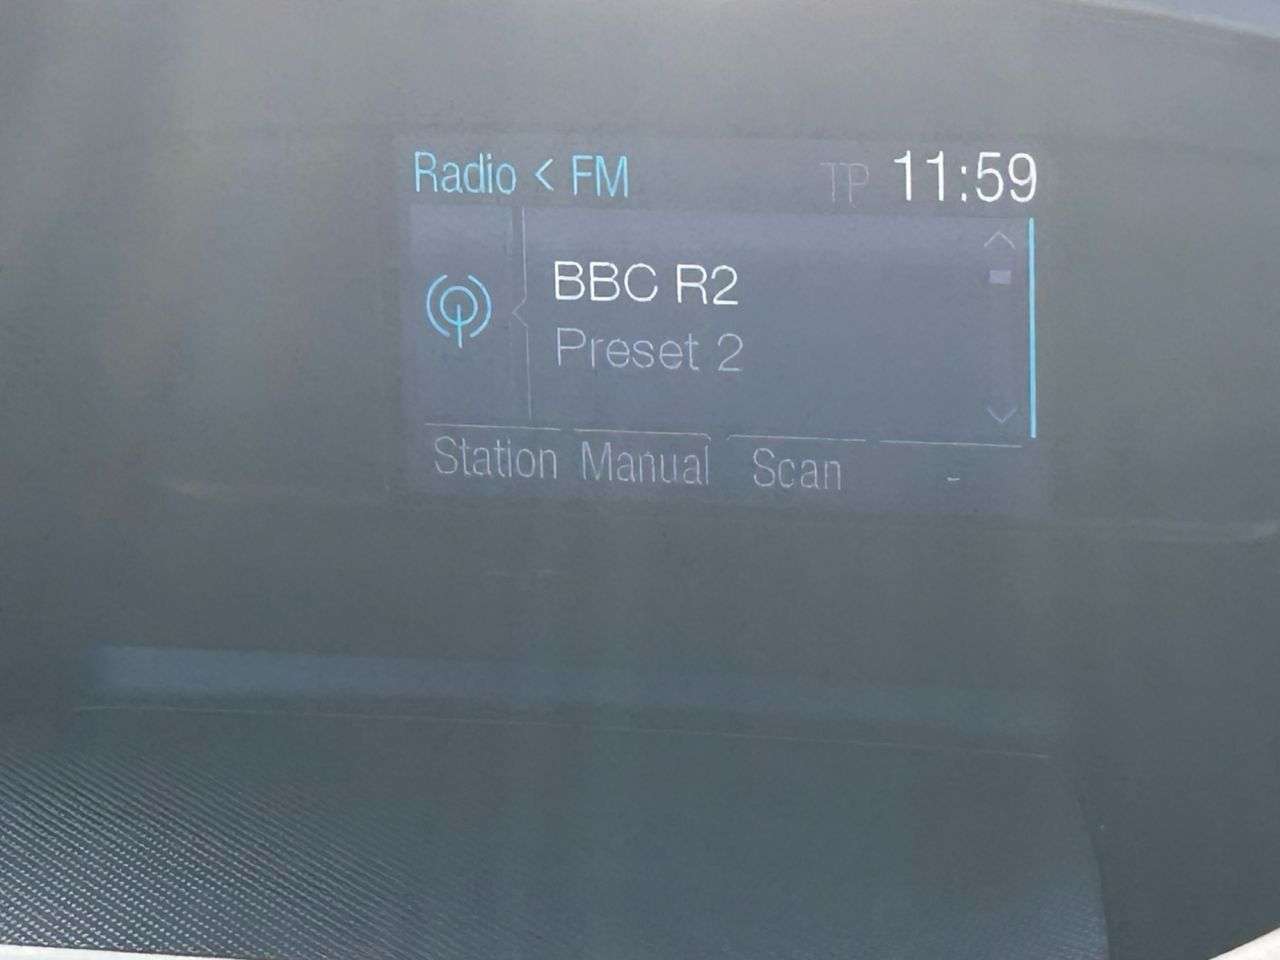 Radio < FM TP 11:59
BBC R2
Preset 2
Station Manual Scan -